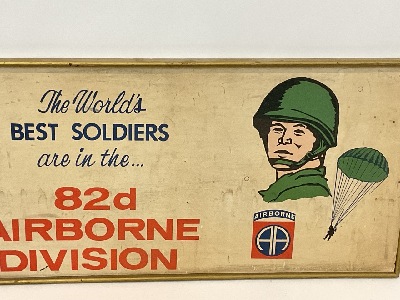 The World's
BEST SOLDIERS
are in the...
82d
AIRBORNE
DIVISION
AIRBORNE
AA